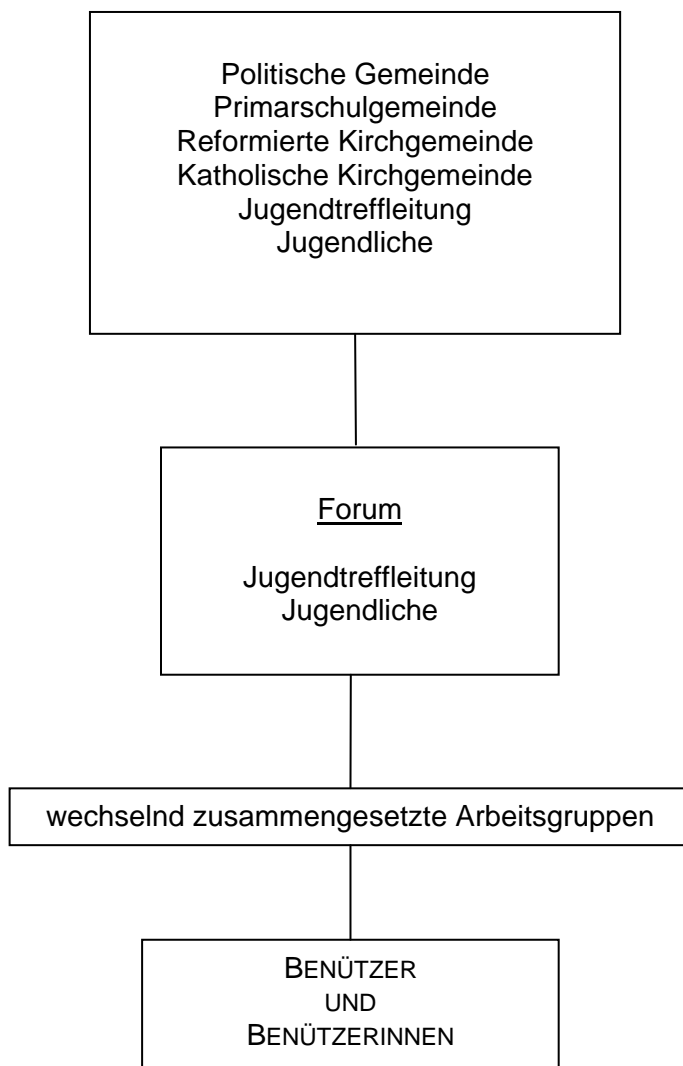 Politische Gemeinde
Primarschulgemeinde
Reformierte Kirchgemeinde
Katholische Kirchgemeinde
Jugendtreffleitung
Jugendliche
Forum
Jugendtreffleitung
Jugendliche
wechselnd zusammengesetzte Arbeitsgruppen
BENÜTZER
UND
BENÜTZERINNEN